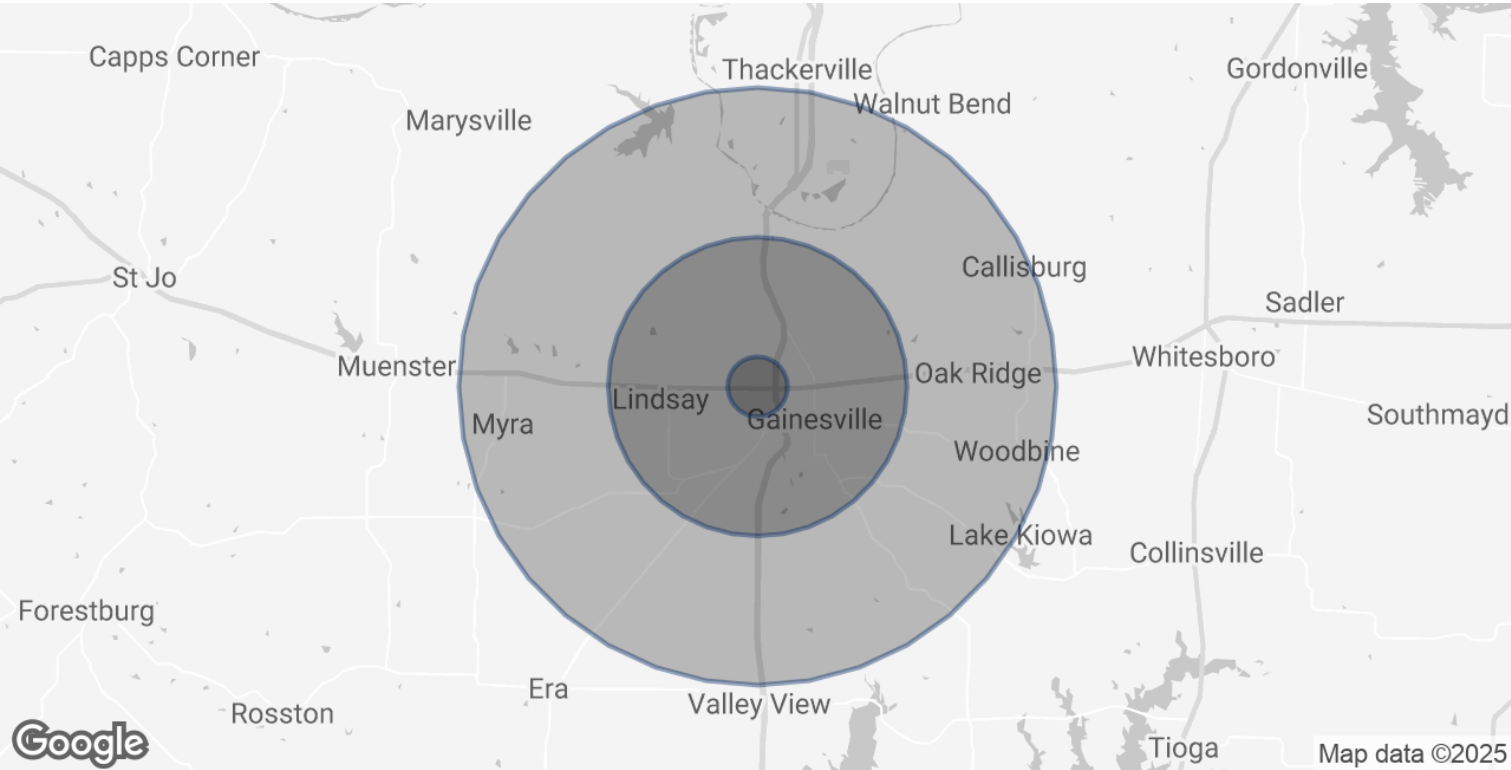 Capps Corner
Thackerville
Gordonville
Walnut Bend
Marysville
Callisburg
St Jo
Sadler
Muenster
Whitesboro
Oak Ridge
Lindsay
Southmayd
Gainesville
Myra
Woodbine
Lake Kiowa
Collinsville
Forestburg
Era
Valley View
Rosston
Google
Tioga
Map data ©2025